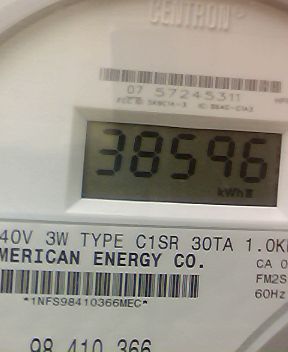 CENTRON®
07 57245311
38596
kWh
40V 3W TYPE C1SR 30TA 1.0K
MERICAN ENERGY CO.
CA 0
FM2S
60Hz
*1NFS98410366MEC*
98 410 366